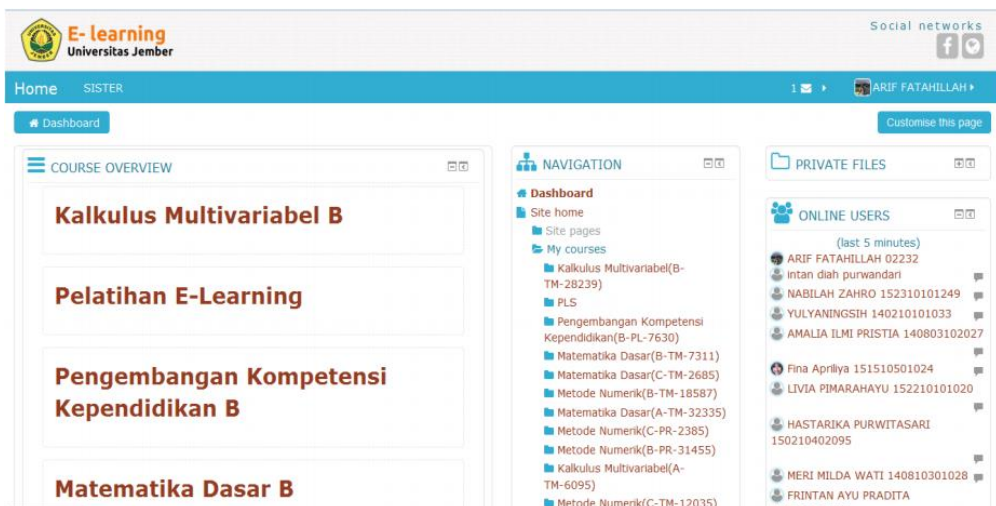 E- learning
Universitas Jember
Social networks
Home
SISTER
1
ARIF FATAHILLAH
Dashboard
Customise this page
COURSE OVERVIEW
Kalkulus Multivariabel B
Pelatihan E-Learning
Pengembangan Kompetensi
Kependidikan B
Matematika Dasar B
NAVIGATION
Dashboard
Site home
Site pages
My courses
Kalkulus Multivariabel(B-
TM-28239)
PLS
Pengembangan Kompetensi
Kependidikan(B-PL-7630)
Matematika Dasar(B-TM-7311)
Matematika Dasar(C-TM-2685)
Metode Numerik(B-TM-18587)
Matematika Dasar(A-TM-32335)
Metode Numerik(C-PR-2385)
Metode Numerik(B-PR-31455)
Kalkulus Multivariabel(A-
TM-6095)
Metode Numerik(C-TM-12035)
PRIVATE FILES
ONLINE USERS
(last 5 minutes)
ARIF FATAHILLAH 02232
intan diah purwandari
NABILAH ZAHRO 152310101249
YULYANINGSIH 140210101033
AMALIA ILMI PRISTIA 140803102027
Fina Apriliya 151510501024
LIVIA PIMARAHAYU 152210101020
HASTARIKA PURWITASARI
150210402095
MERI MILDA WATI 140810301028
FRINTAN AYU PRADITA